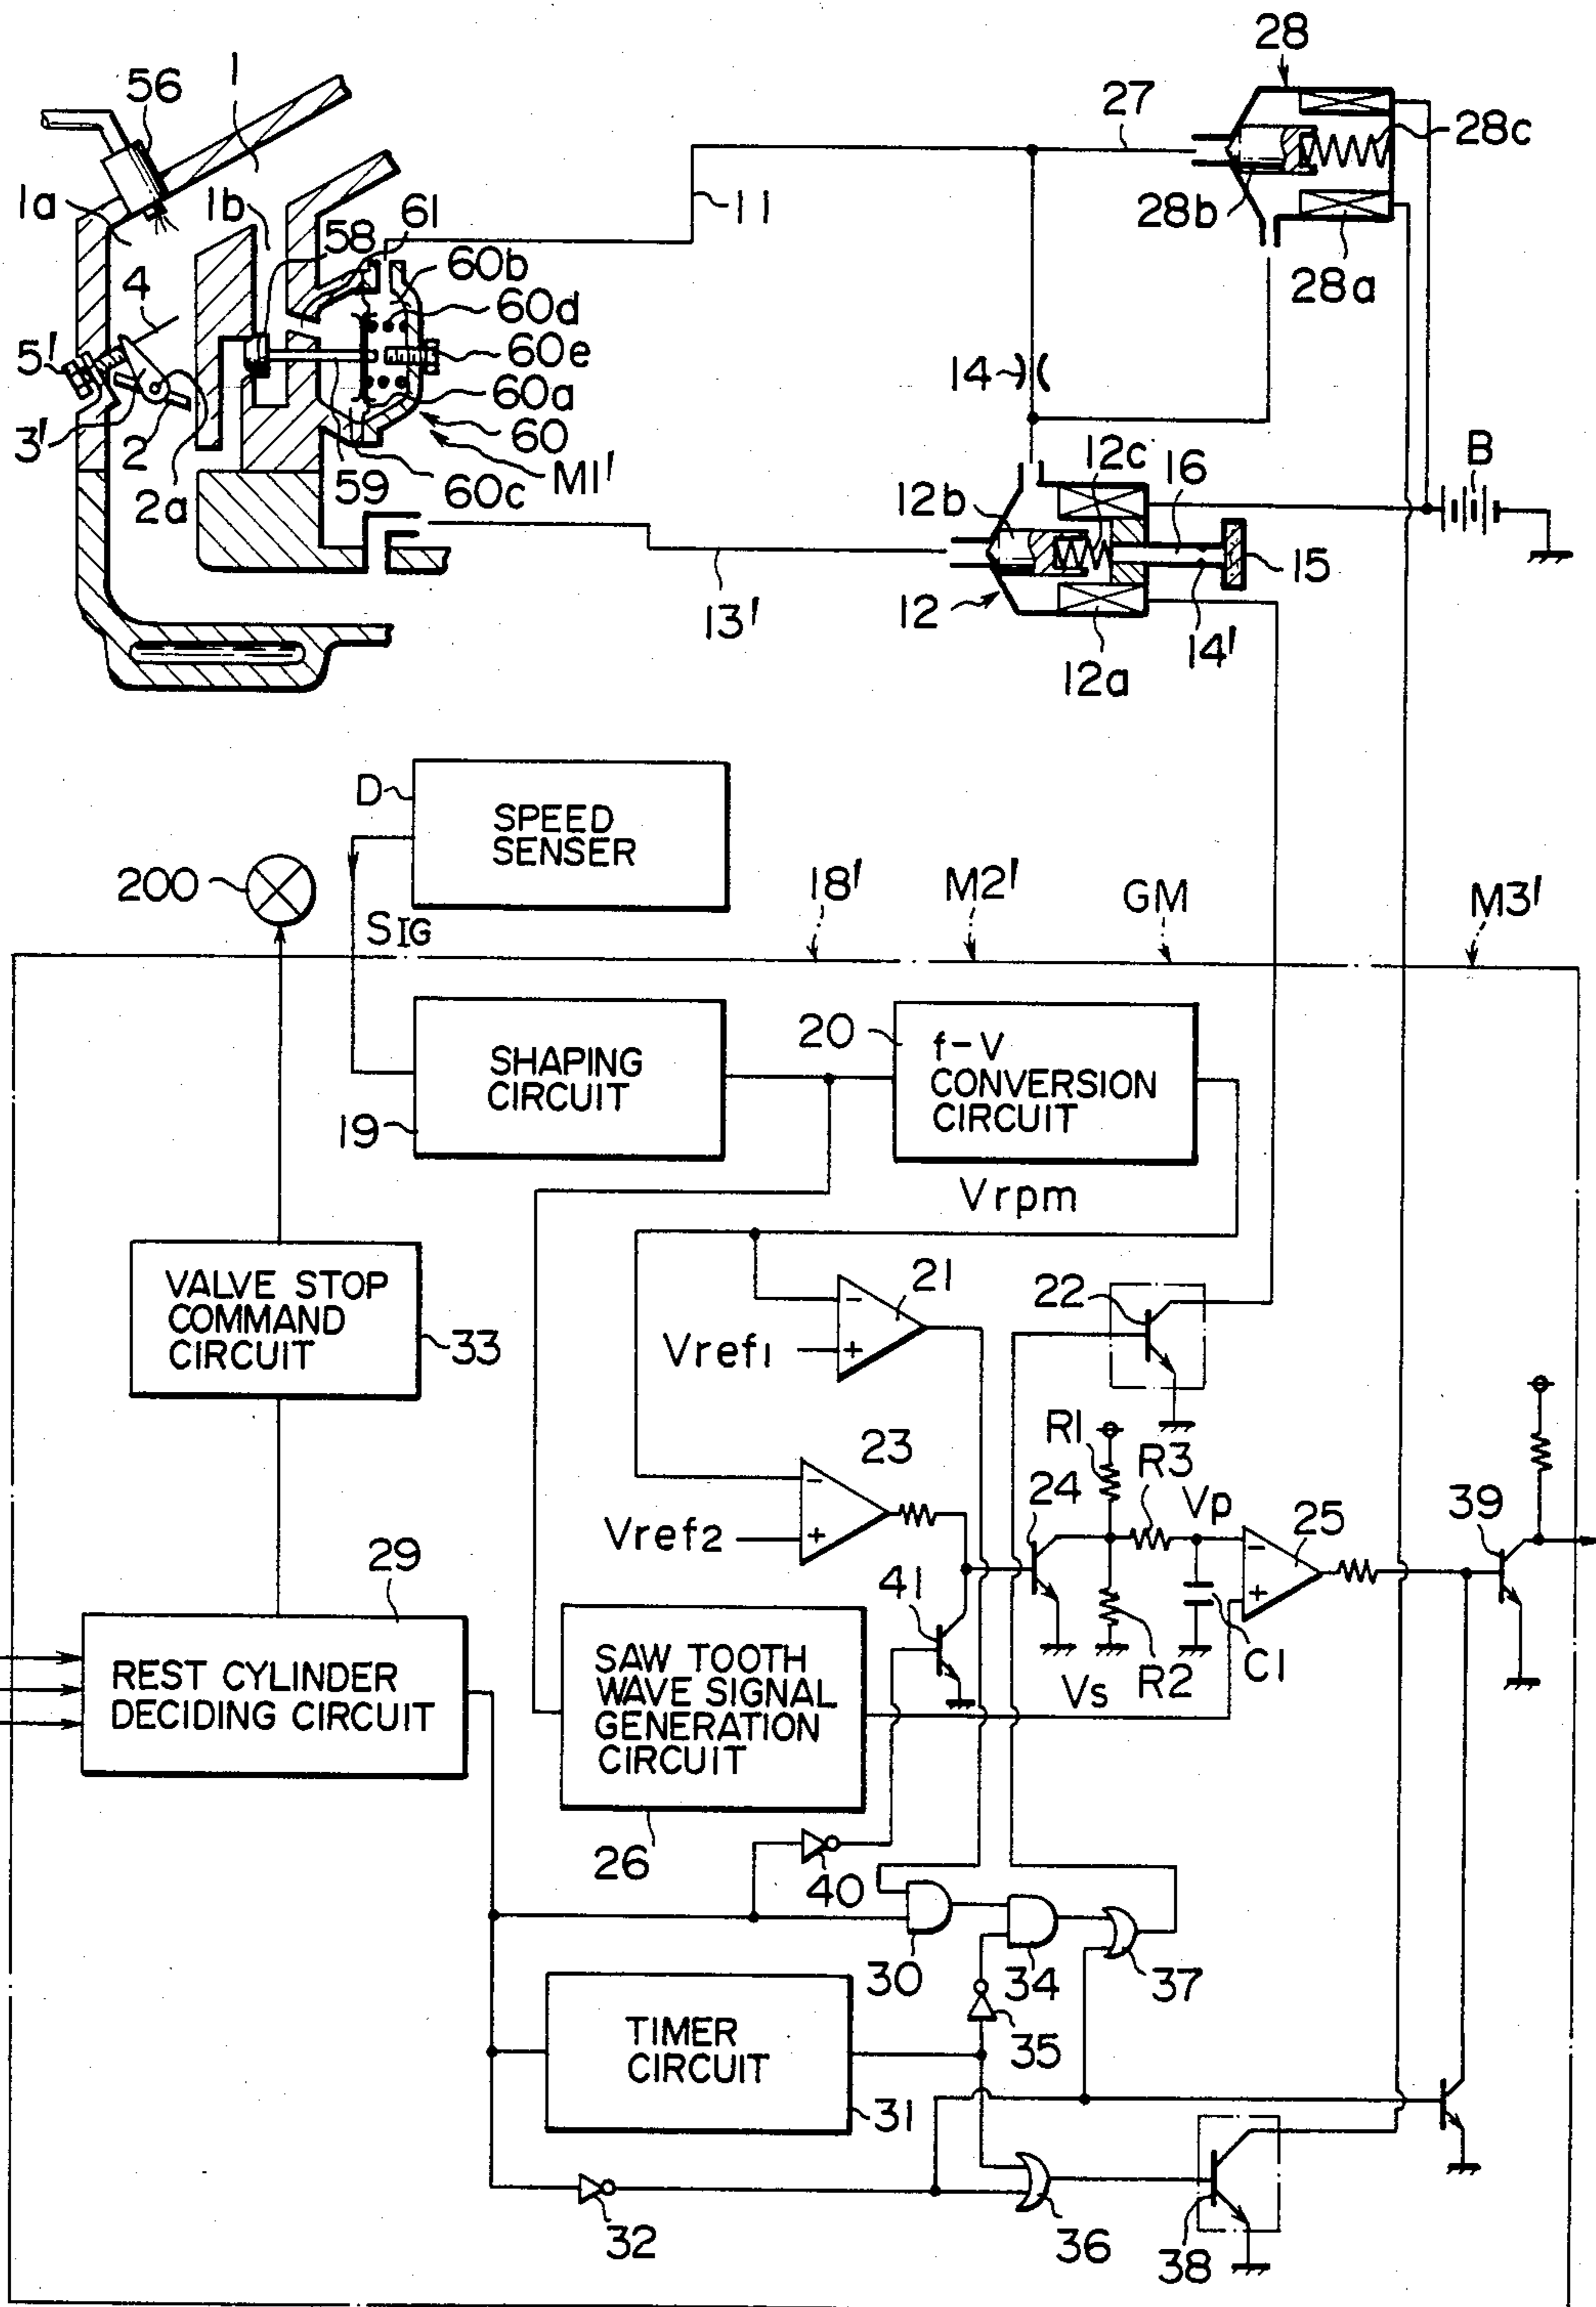 28
56
1
27
28c
1a
1b
61
11
28b
58
60b
28a
4
60d
5'
60e
14
60a
3'
2
60
12c
16
B
M1'
12b
2a
59
60c
15
13'
12
14'
12a
D
SPEED
SENSER
200
18'
M2'
GM
M3'
SIG
20
SHAPING
CIRCUIT
f-V
CONVERSION
CIRCUIT
19
Vrpm
21
22
VALVE STOP
COMMAND
CIRCUIT
33
Vref1
R1
23
24
R3
Vp
39
25
Vref2
29
41
REST CYLINDER
DECIDING CIRCUIT
SAW TOOTH
WAVE SIGNAL
GENERATION
CIRCUIT
Vs
R2
C1
26
40
30
34
37
TIMER
CIRCUIT
35
31
32
36
38